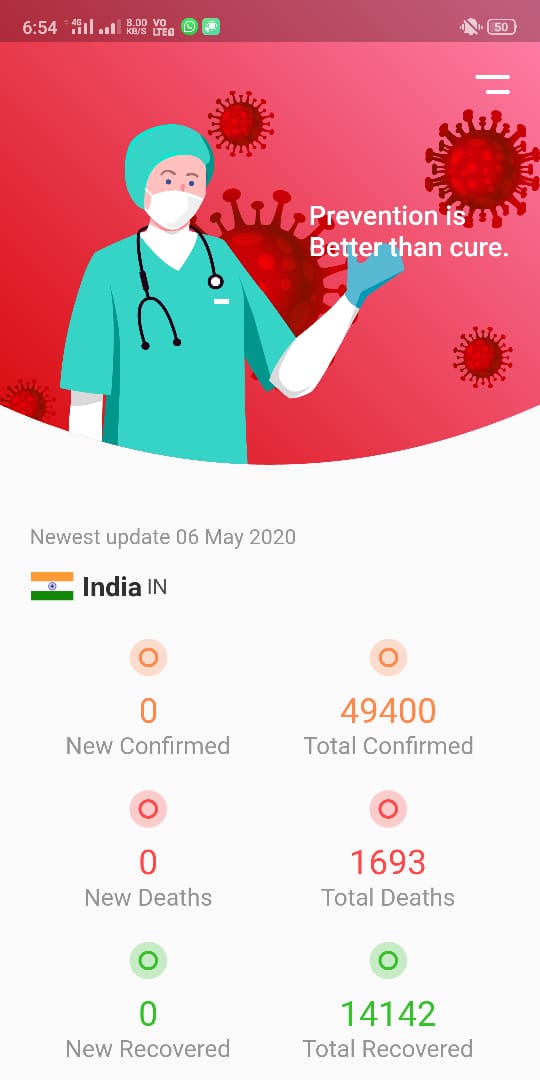 6:54 4G 8.00 KB/S VO LTE1 50
Prevention is
Better than cure.
Newest update 06 May 2020
India IN
0 49400
New Confirmed Total Confirmed
0 1693
New Deaths Total Deaths
0 14142
New Recovered Total Recovered